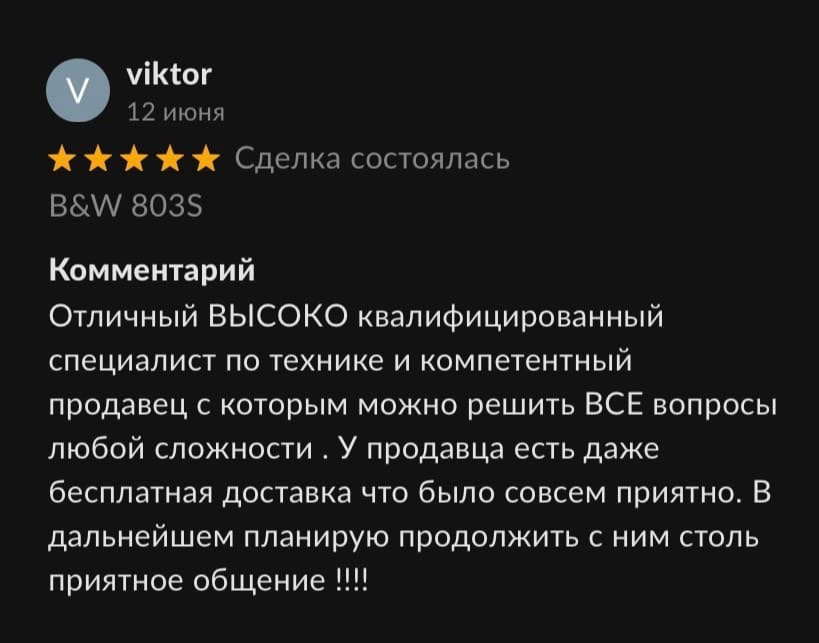 V
viktor
12 июня
Сделка состоялась
B&W 803S
Комментарий
Отличный ВЫСОКО квалифицированный
специалист по технике и компетентный
продавец с которым можно решить ВСЕ вопросы
любой сложности . У продавца есть даже
бесплатная доставка что было совсем приятно. В
дальнейшем планирую продолжить с ним столь
приятное общение !!!!